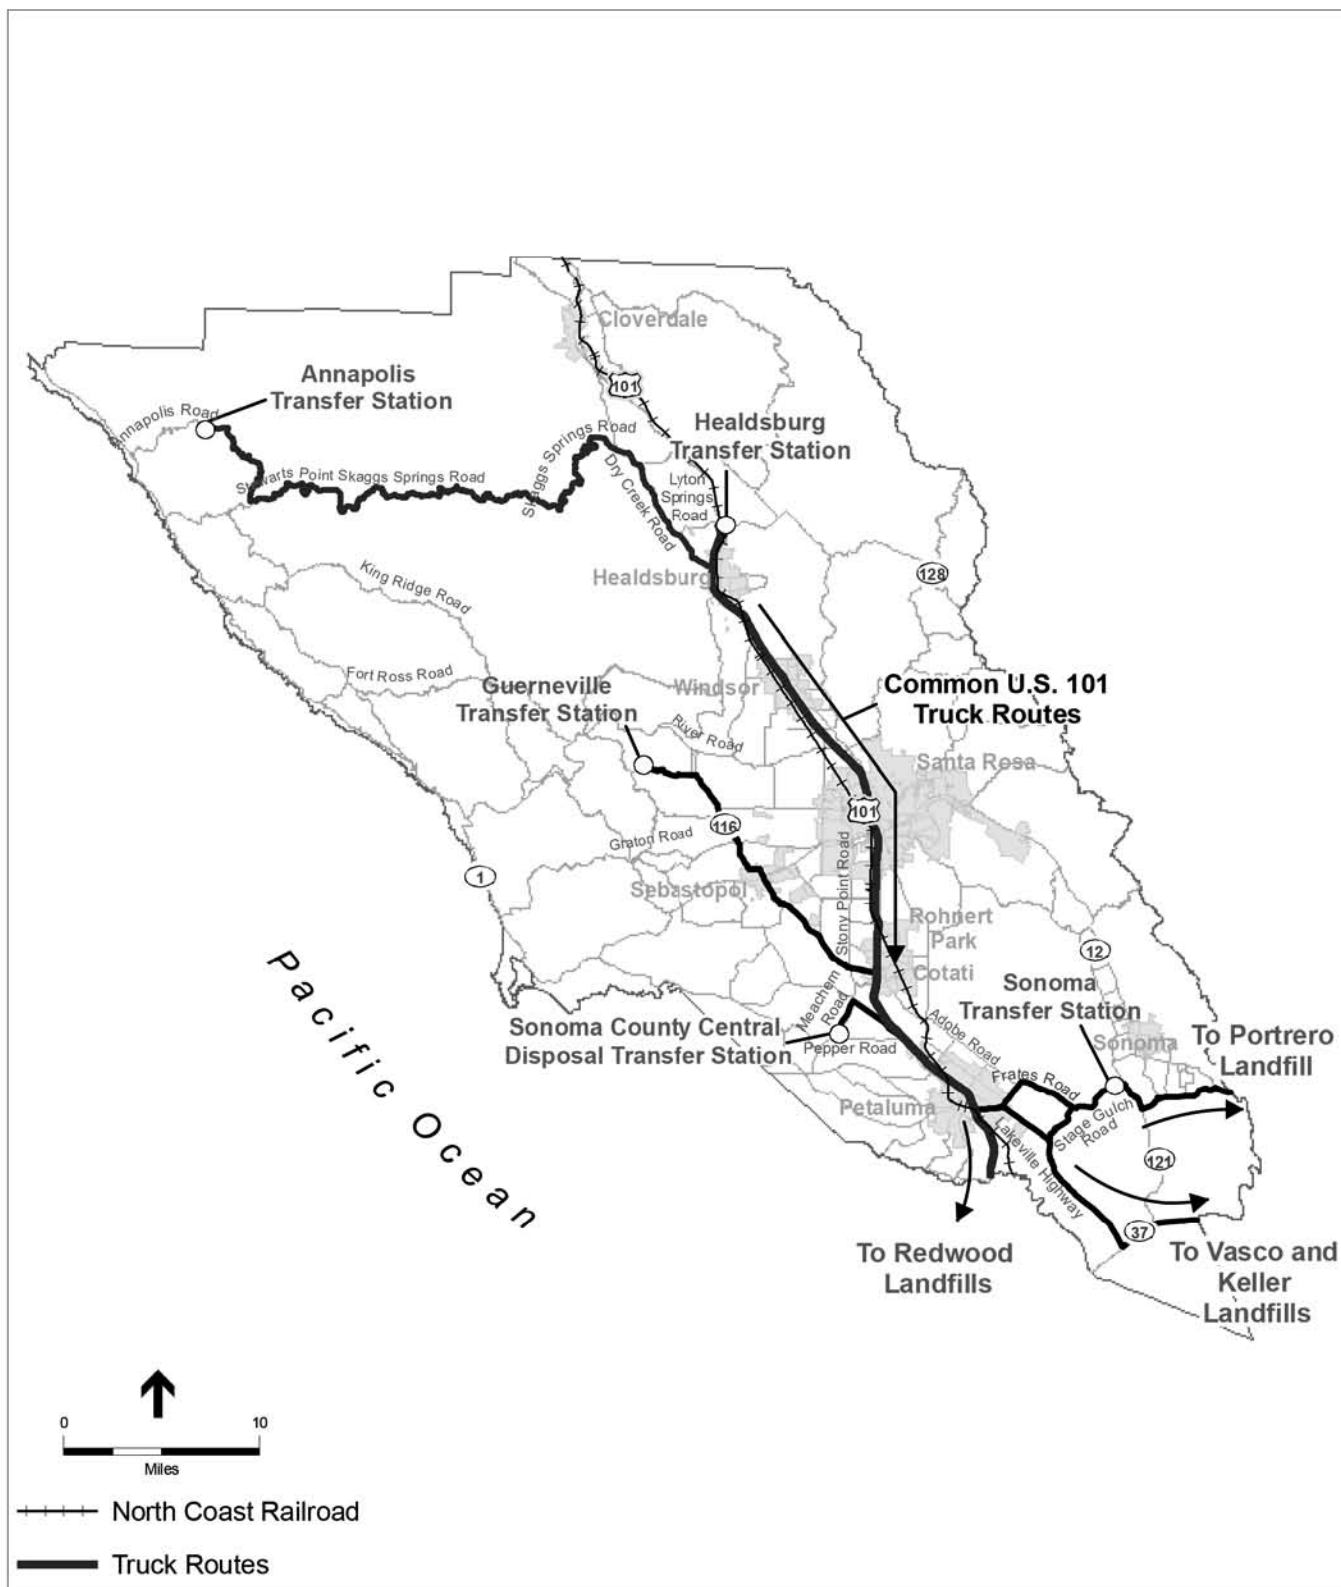 Cloverdale
101
Annapolis
Transfer Station
Annapolis Road
Healdsburg
Transfer Station
Skaggs Springs Road
Stewarts Point Skaggs Springs Road
Skaggs Springs Road
Dry Creek Road
Lyton
Springs
Road
Healdsburg
128
King Ridge Road
Fort Ross Road
Guerneville
Transfer Station
Windsor
Common U.S. 101
Truck Routes
River Road
Santa Rosa
101
116
Graton Road
1
Sebastopol
Stony Point Road
Rohnert
Park
Cotati
12
Sonoma
Transfer Station
Meachem
Road
Sonoma County Central
Disposal Transfer Station
Pepper Road
Adobe Road
Sonoma
To Portrero
Landfill
Frates Road
Petaluma
Stage Gulch
Road
Lakeville Highway
121
37
To Redwood
Landfills
To Vasco and
Keller
Landfills
Pacific Ocean
0 10
Miles
North Coast Railroad
Truck Routes